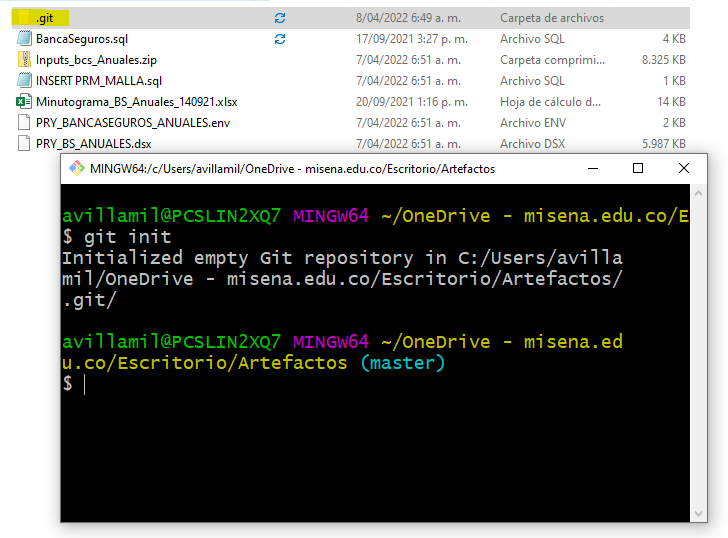 .git 8/04/2022 6:49 a. m. Carpeta de archivos
BancaSeguros.sql 17/09/2021 3:27 p. m. Archivo SQL 4 KB
Inputs_bcs_Anuales.zip 7/04/2022 6:51 a. m. Carpeta comprimi... 8.325 KB
INSERT PRM_MALLA.sql 7/04/2022 6:51 a. m. Archivo SQL 1 KB
Minutograma_BS_Anuales_140921.xlsx 20/09/2021 1:16 p. m. Hoja de cálculo d... 14 KB
PRY_BANCASEGUROS_ANUALES.env 7/04/2022 6:51 a. m. Archivo ENV 2 KB
PRY_BS_ANUALES.dsx 7/04/2022 6:51 a. m. Archivo DSX 5.987 KB
MINGW64:/c/Users/avillamil/OneDrive - misena.edu.co/Escritorio/Artefactos
avillamil@PCSLIN2XQ7 MINGW64 ~/OneDrive - misena.edu.co/E
$ git init
Initialized empty Git repository in C:/Users/avilla
mil/OneDrive - misena.edu.co/Escritorio/Artefactos/
.git/
avillamil@PCSLIN2XQ7 MINGW64 ~/OneDrive - misena.ed
u.co/Escritorio/Artefactos (master)
$